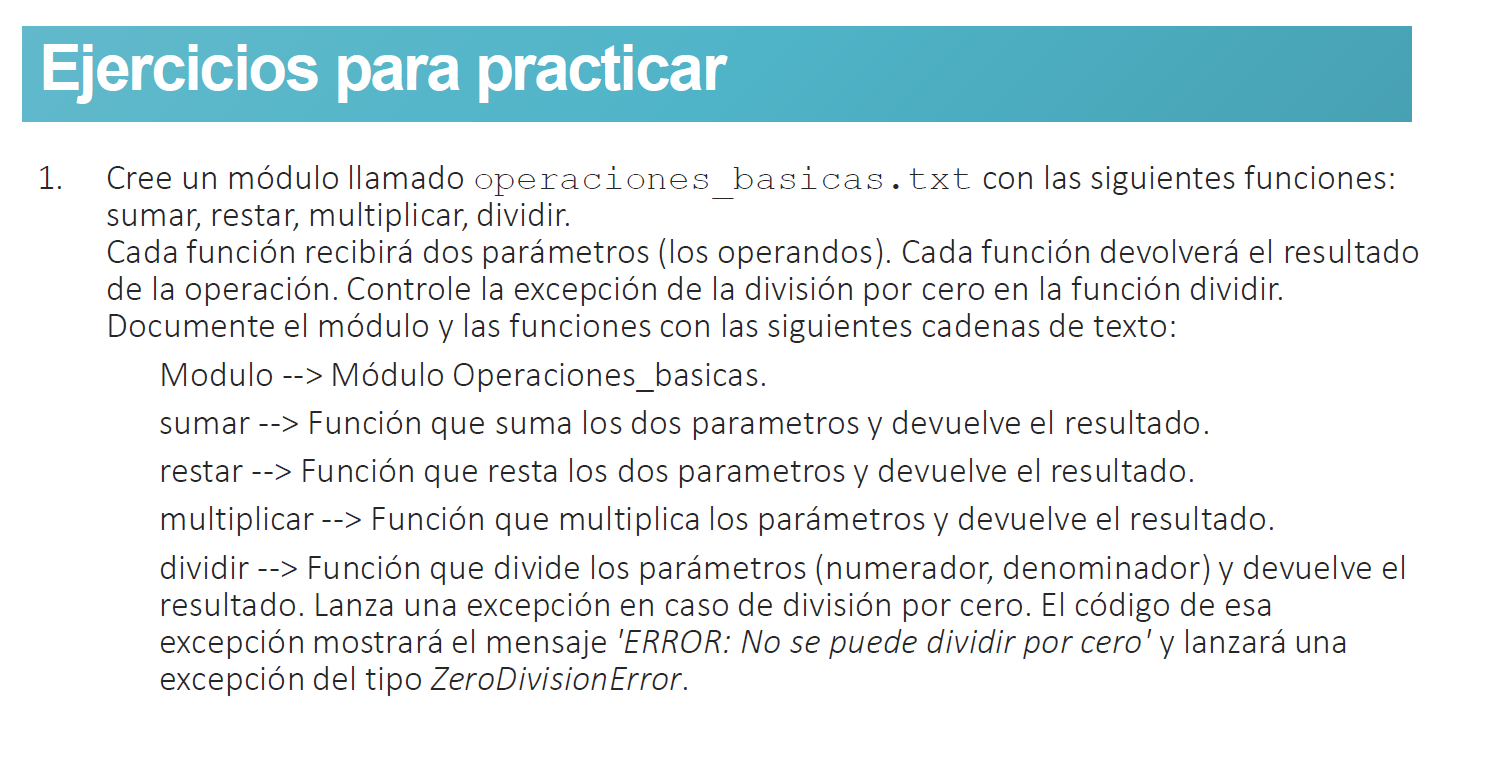 Ejercicios para practicar
1. Cree un módulo llamado operaciones_basicas.txt con las siguientes funciones:
sumar, restar, multiplicar, dividir.
Cada función recibirá dos parámetros (los operandos). Cada función devolverá el resultado
de la operación. Controle la excepción de la división por cero en la función dividir.
Documente el módulo y las funciones con las siguientes cadenas de texto:
Modulo --> Módulo Operaciones_basicas.
sumar --> Función que suma los dos parametros y devuelve el resultado.
restar --> Función que resta los dos parametros y devuelve el resultado.
multiplicar --> Función que multiplica los parámetros y devuelve el resultado.
dividir --> Función que divide los parámetros (numerador, denominador) y devuelve el
resultado. Lanza una excepción en caso de división por cero. El código de esa
excepción mostrará el mensaje 'ERROR: No se puede dividir por cero' y lanzará una
excepción del tipo ZeroDivisionError.